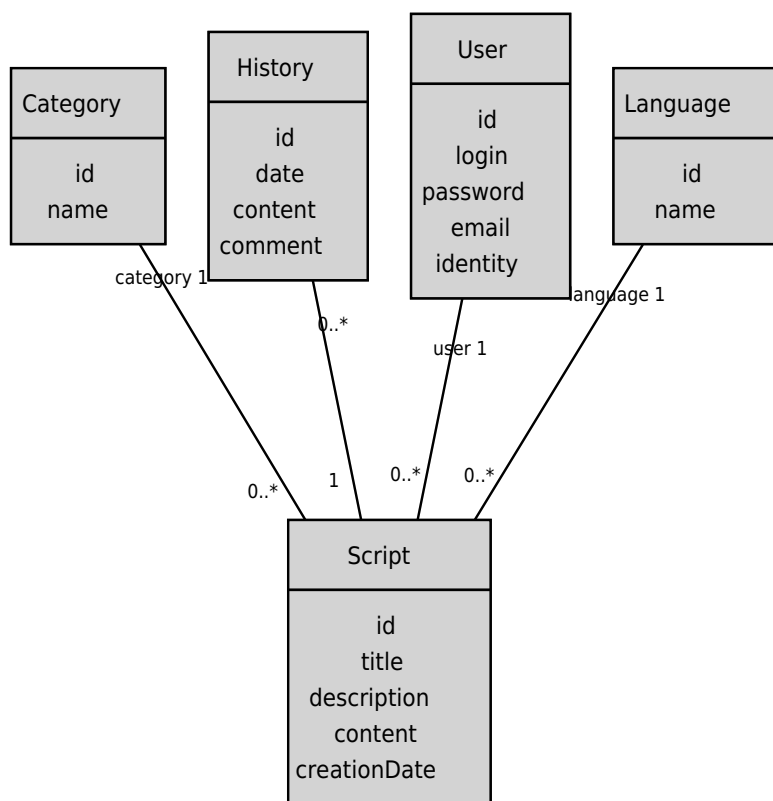 Category
id
name
History
id
date
content
comment
User
id
login
password
email
identity
Language
id
name
category 1
0..*
user 1
language 1
0..*
1
0..*
0..*
Script
id
title
description
content
creationDate